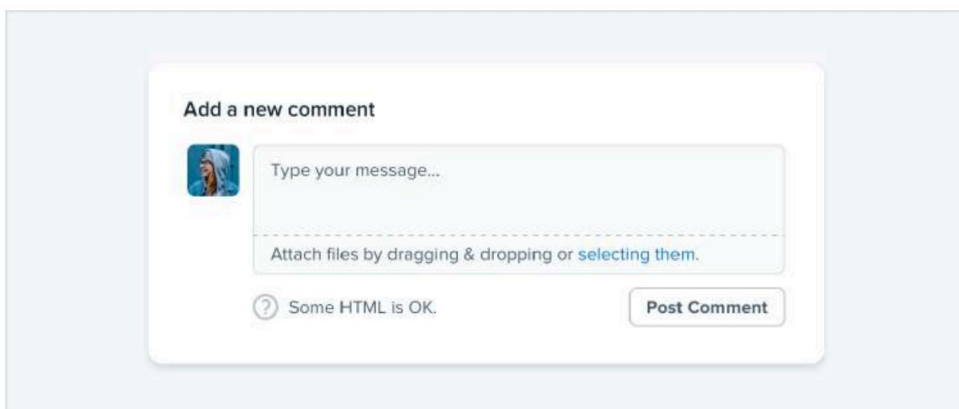 Add a new comment
Type your message...
Attach files by dragging & dropping or selecting them.
? Some HTML is OK.
Post Comment